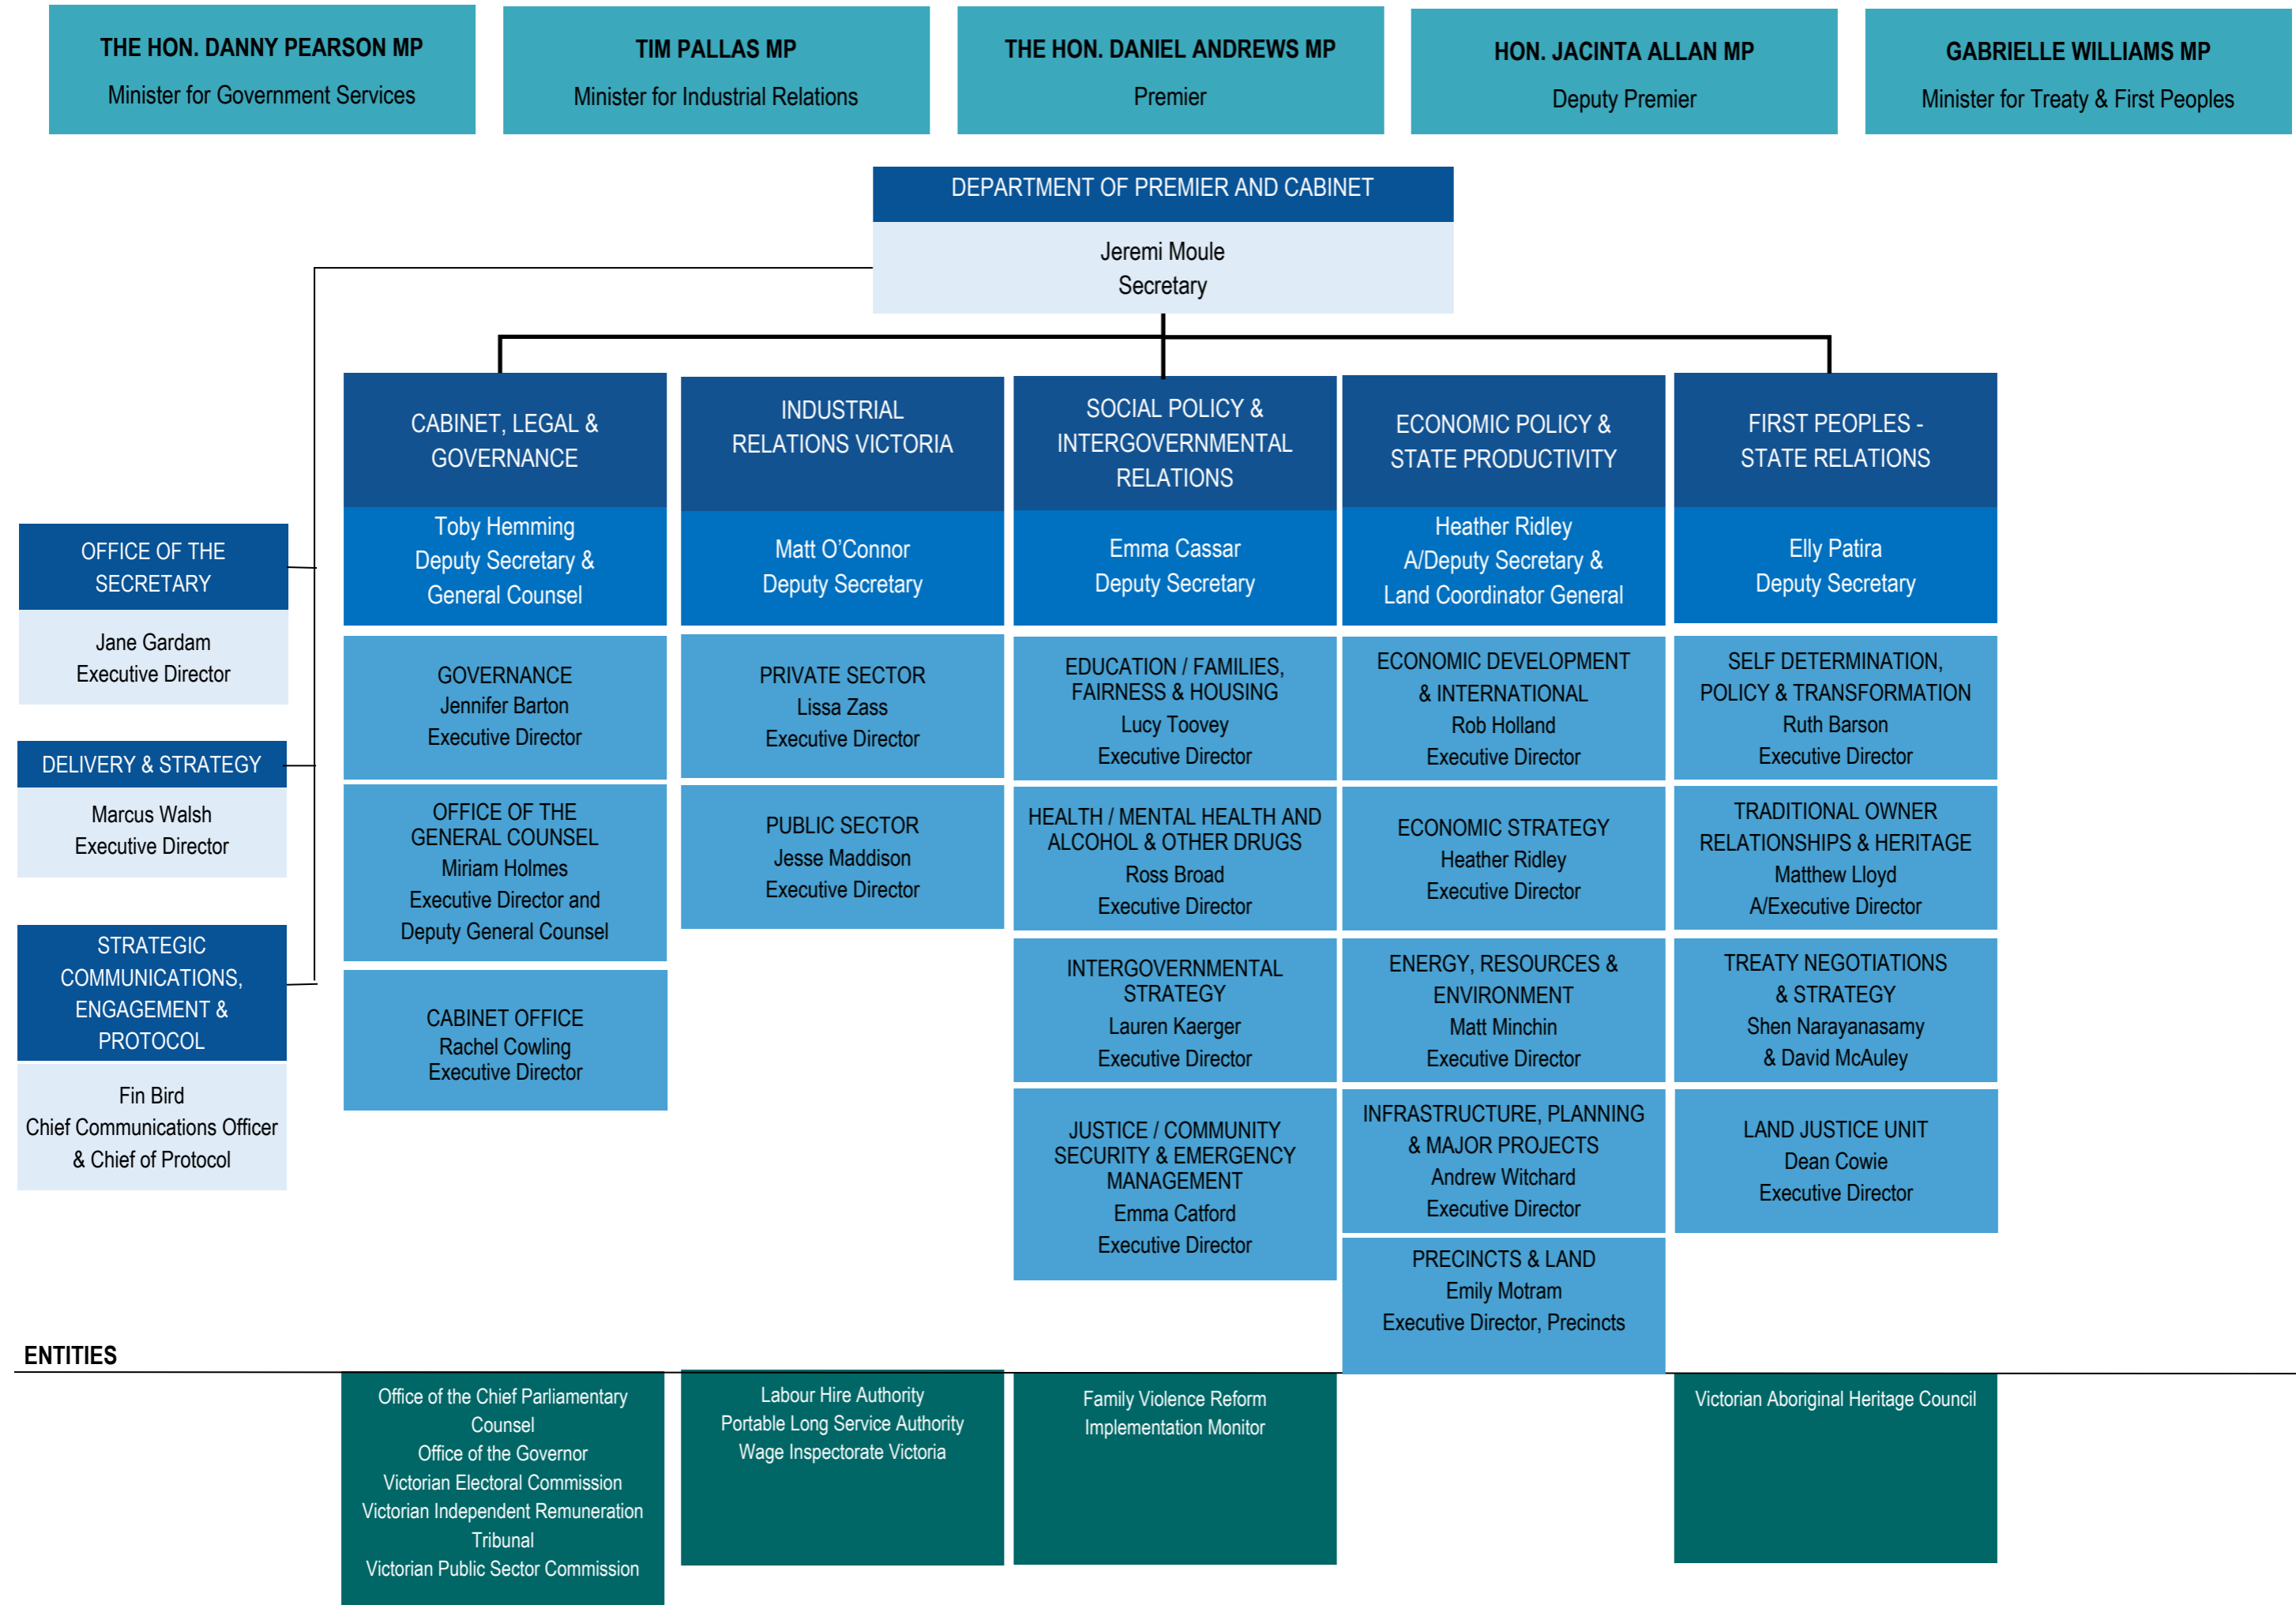 THE HON. DANNY PEARSON MP
Minister for Government Services
TIM PALLAS MP
Minister for Industrial Relations
THE HON. DANIEL ANDREWS MP
Premier
HON. JACINTA ALLAN MP
Deputy Premier
GABRIELLE WILLIAMS MP
Minister for Treaty & First Peoples
DEPARTMENT OF PREMIER AND CABINET
Jeremi Moule
Secretary
OFFICE OF THE
SECRETARY
Jane Gardam
Executive Director
DELIVERY & STRATEGY
Marcus Walsh
Executive Director
STRATEGIC
COMMUNICATIONS,
ENGAGEMENT &
PROTOCOL
Fin Bird
Chief Communications Officer
& Chief of Protocol
CABINET, LEGAL &
GOVERNANCE
Toby Hemming
Deputy Secretary &
General Counsel
GOVERNANCE
Jennifer Barton
Executive Director
OFFICE OF THE
GENERAL COUNSEL
Miriam Holmes
Executive Director and
Deputy General Counsel
CABINET OFFICE
Rachel Cowling
Executive Director
INDUSTRIAL
RELATIONS VICTORIA
Matt O’Connor
Deputy Secretary
PRIVATE SECTOR
Lissa Zass
Executive Director
PUBLIC SECTOR
Jesse Maddison
Executive Director
SOCIAL POLICY &
INTERGOVERNMENTAL
RELATIONS
Emma Cassar
Deputy Secretary
EDUCATION / FAMILIES,
FAIRNESS & HOUSING
Lucy Toovey
Executive Director
HEALTH / MENTAL HEALTH AND
ALCOHOL & OTHER DRUGS
Ross Broad
Executive Director
INTERGOVERNMENTAL
STRATEGY
Lauren Kaerger
Executive Director
JUSTICE / COMMUNITY
SECURITY & EMERGENCY
MANAGEMENT
Emma Catford
Executive Director
ECONOMIC POLICY &
STATE PRODUCTIVITY
Heather Ridley
A/Deputy Secretary &
Land Coordinator General
ECONOMIC DEVELOPMENT
& INTERNATIONAL
Rob Holland
Executive Director
ECONOMIC STRATEGY
Heather Ridley
Executive Director
ENERGY, RESOURCES &
ENVIRONMENT
Matt Minchin
Executive Director
INFRASTRUCTURE, PLANNING
& MAJOR PROJECTS
Andrew Witchard
Executive Director
PRECINCTS & LAND
Emily Motram
Executive Director, Precincts
FIRST PEOPLES -
STATE RELATIONS
Elly Patira
Deputy Secretary
SELF DETERMINATION,
POLICY & TRANSFORMATION
Ruth Barson
Executive Director
TRADITIONAL OWNER
RELATIONSHIPS & HERITAGE
Matthew Lloyd
A/Executive Director
TREATY NEGOTIATIONS
& STRATEGY
Shen Narayanasamy
& David McAuley
LAND JUSTICE UNIT
Dean Cowie
Executive Director
ENTITIES
Office of the Chief Parliamentary
Counsel
Office of the Governor
Victorian Electoral Commission
Victorian Independent Remuneration
Tribunal
Victorian Public Sector Commission
Labour Hire Authority
Portable Long Service Authority
Wage Inspectorate Victoria
Family Violence Reform
Implementation Monitor
Victorian Aboriginal Heritage Council